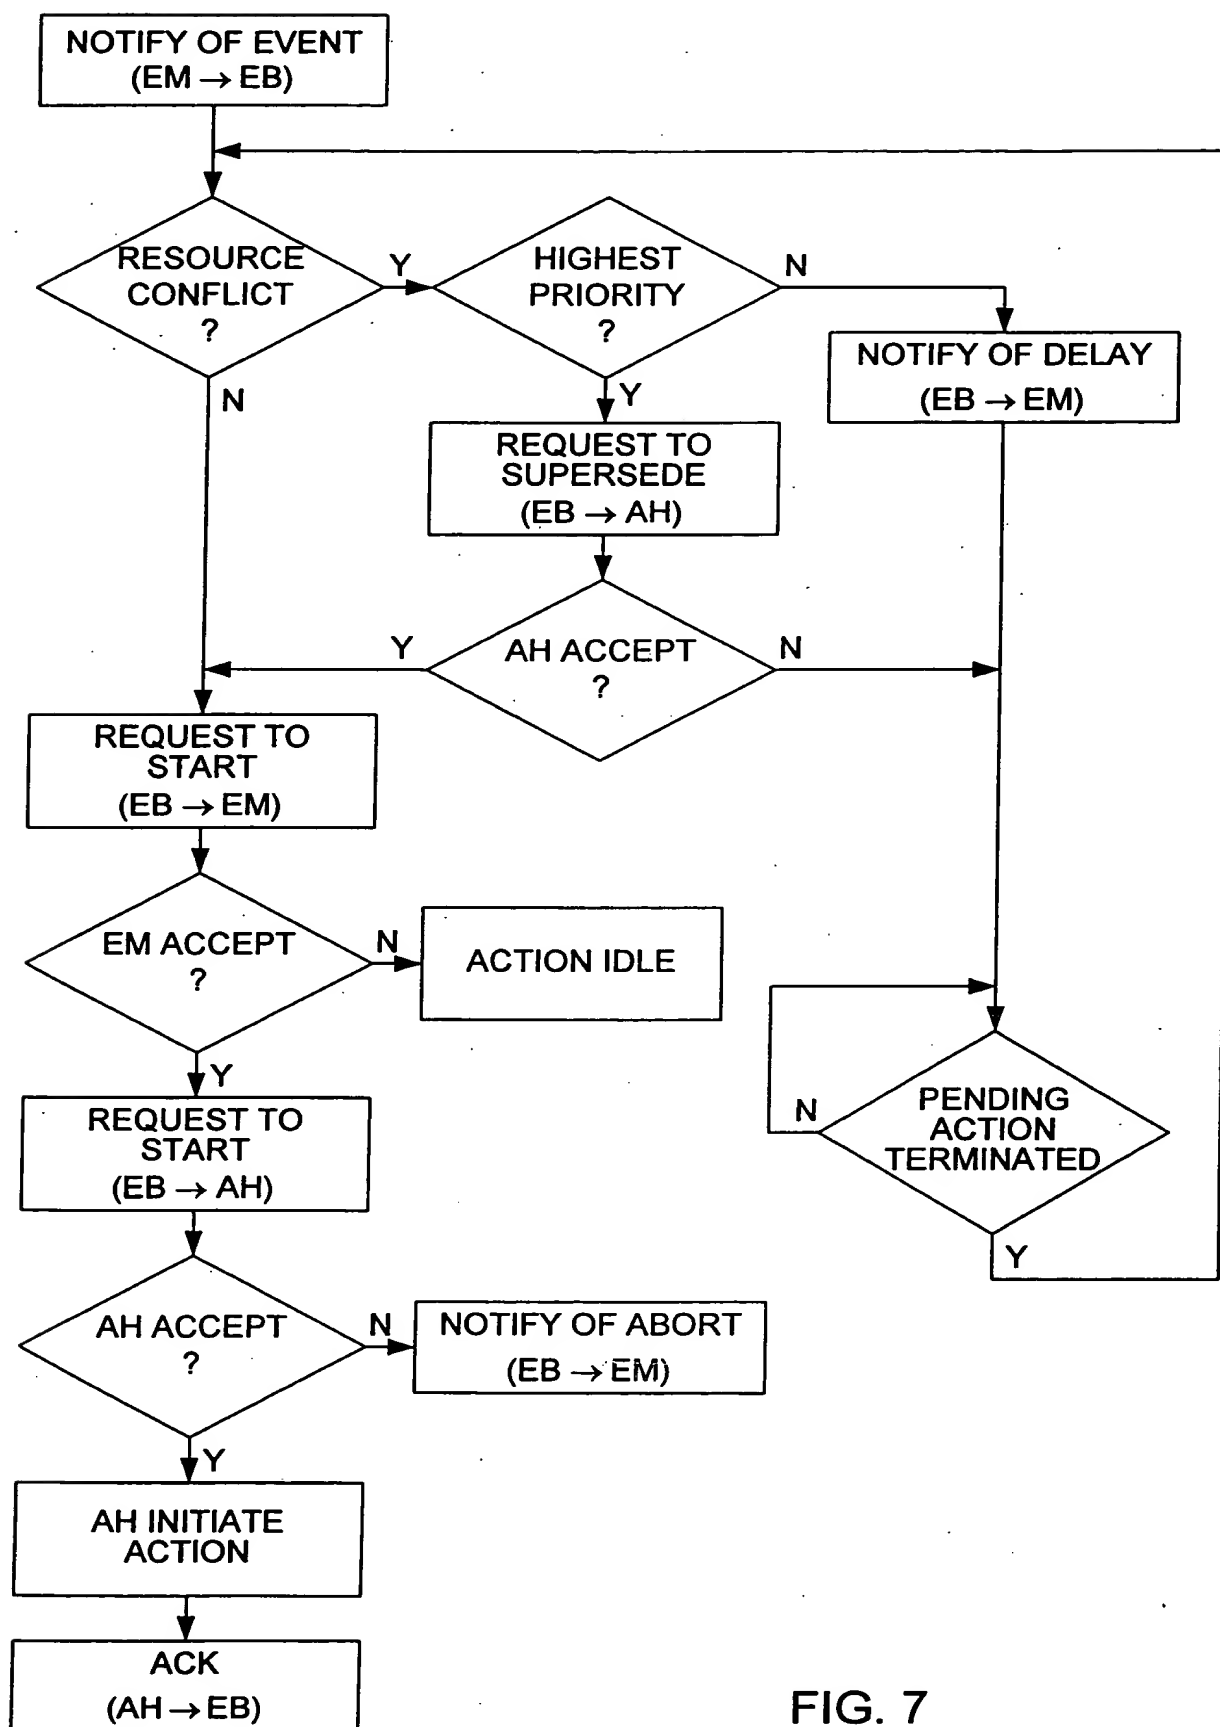 NOTIFY OF EVENT
(EM → EB)
RESOURCE
CONFLICT
?
Y
N
HIGHEST
PRIORITY
?
N
Y
NOTIFY OF DELAY
(EB → EM)
REQUEST TO
SUPERSEDE
(EB → AH)
AH ACCEPT
?
Y
N
REQUEST TO
START
(EB → EM)
EM ACCEPT
?
N
Y
ACTION IDLE
PENDING
ACTION
TERMINATED
N
Y
REQUEST TO
START
(EB → AH)
AH ACCEPT
?
N
Y
NOTIFY OF ABORT
(EB → EM)
AH INITIATE
ACTION
ACK
(AH → EB)
FIG. 7